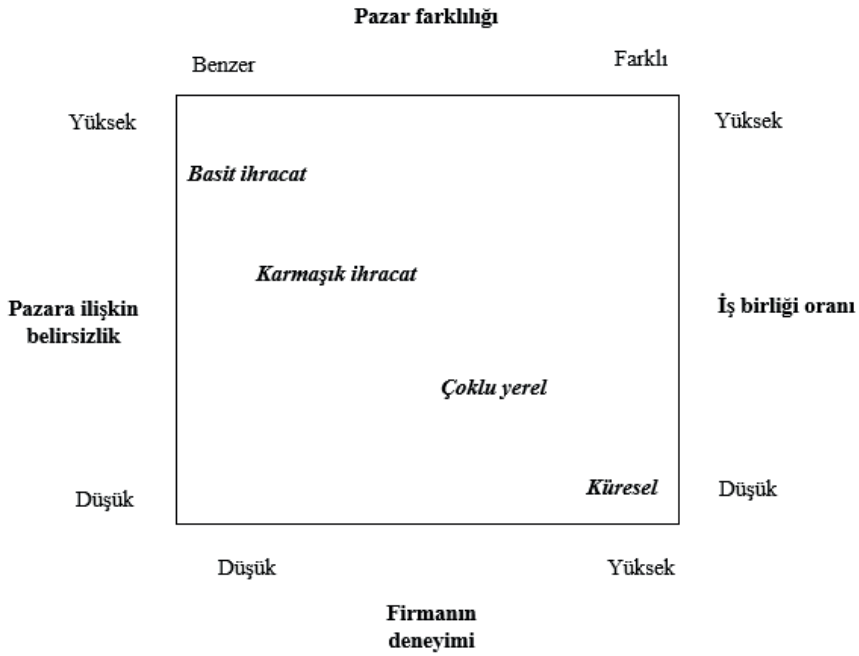 Pazar farklılığı
Benzer
Farklı
Yüksek
Yüksek
Basit ihracat
Karmaşık ihracat
Pazara ilişkin
belirsizlik
İş birliği oranı
Çoklu yerel
Küresel
Düşük
Düşük
Düşük
Yüksek
Firmanın
deneyimi